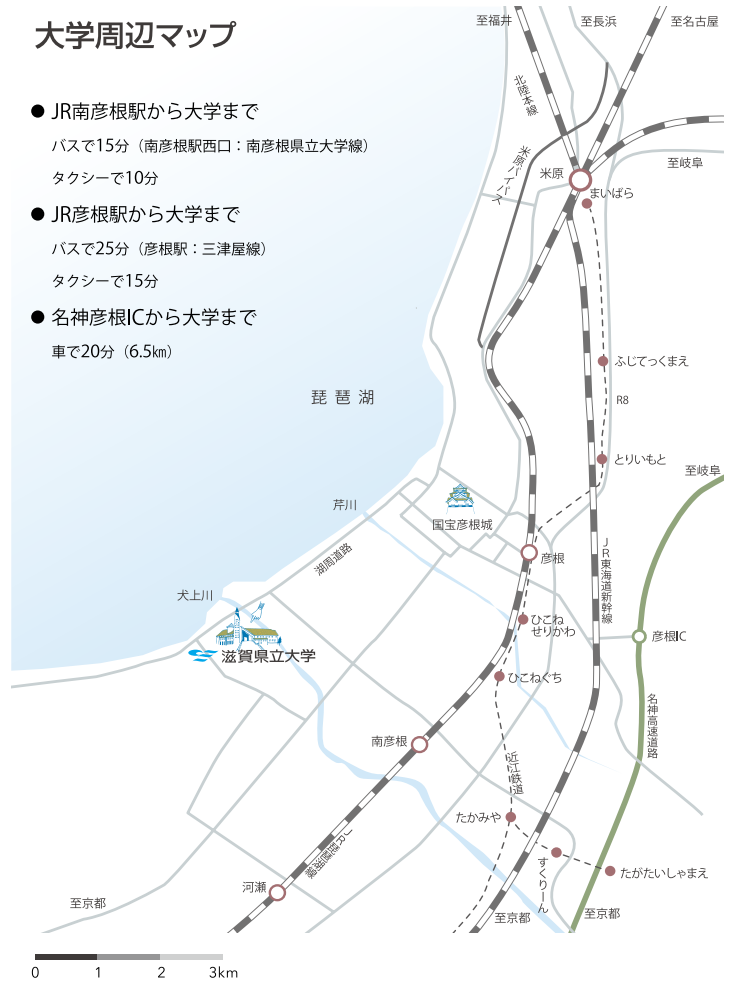 大学周辺マップ
● JR南彦根駅から大学まで
バスで15分（南彦根駅西口：南彦根県立大学線）
タクシーで10分
● JR彦根駅から大学まで
バスで25分（彦根駅：三津屋線）
タクシーで15分
● 名神彦根ICから大学まで
車で20分（6.5㎞）
至福井
至長浜
至名古屋
北陸本線
米原バイパス
米原
至岐阜
まいばら
ふじてっくまえ
琵琶湖
R8
とりいもと
至岐阜
芹川
国宝彦根城
湖周道路
彦根
JR東海道新幹線
犬上川
ひこね
せりかわ
彦根IC
滋賀県立大学
ひこねぐち
名神高速道路
南彦根
近江鉄道
たかみや
JR琵琶湖線
すくりーん
たがたいしゃまえ
河瀬
至京都
至京都
至京都
0 1 2 3km